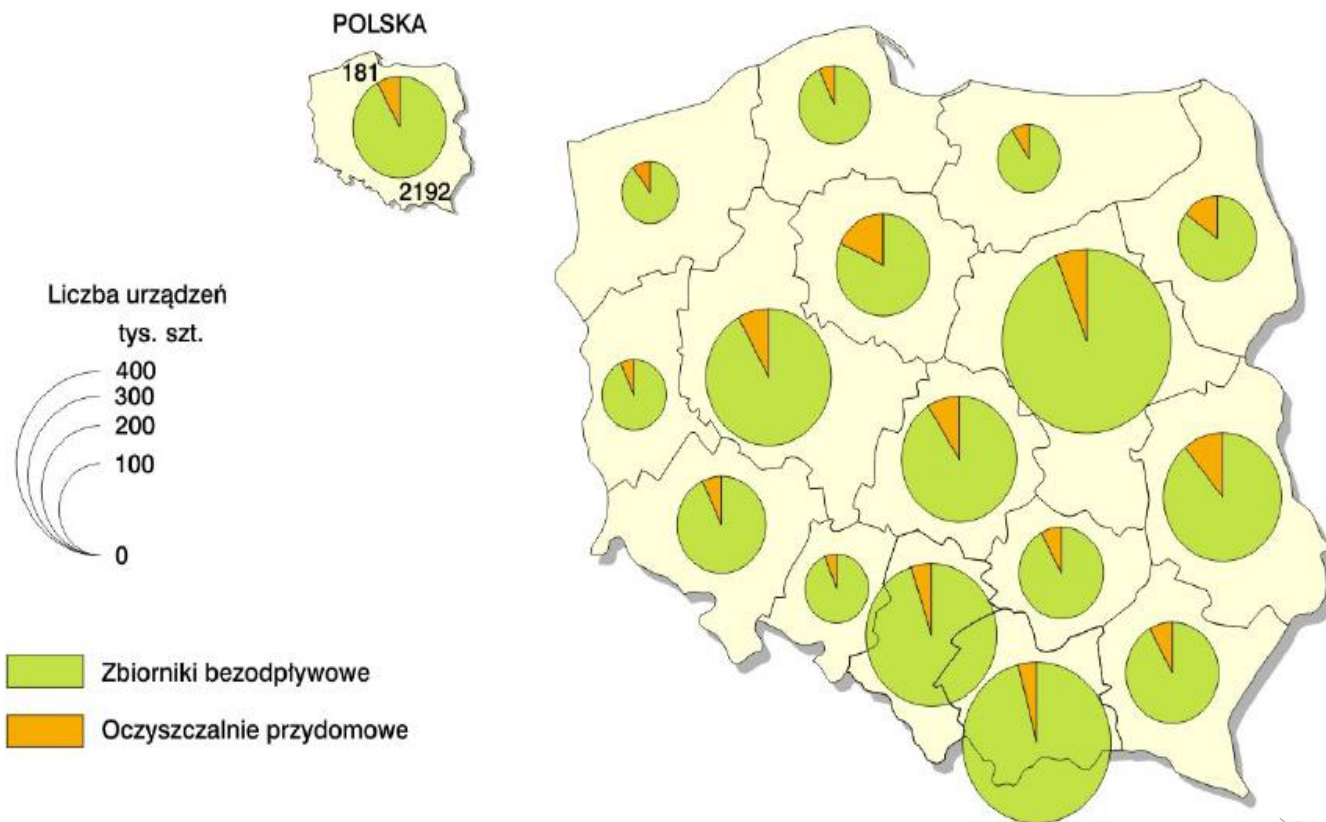 POLSKA
181
2192
Liczba urządzeń
tys. szt.
400
300
200
100
0
Zbiorniki bezodpływowe
Oczyszczalnie przydomowe